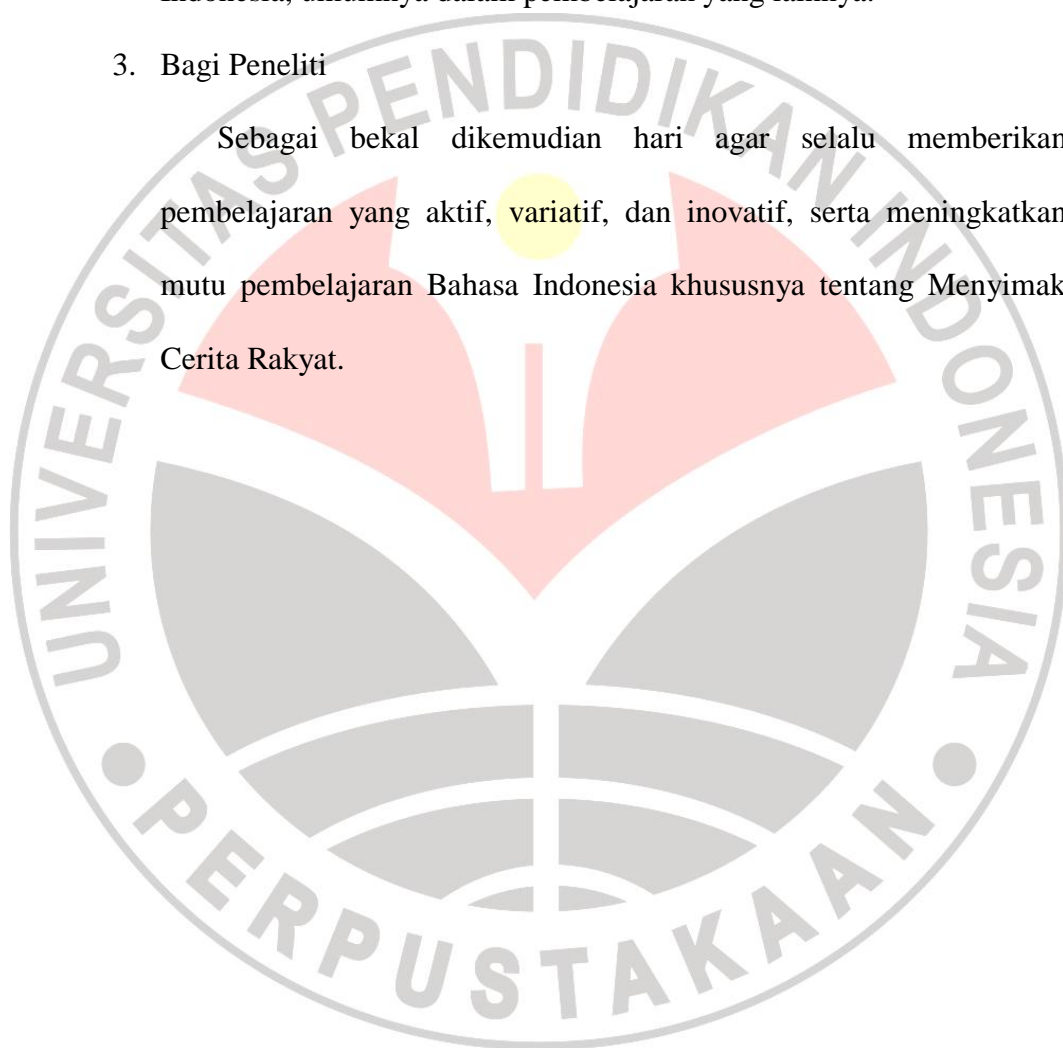 3. Bagi Peneliti
Sebagai bekal dikemudian hari agar selalu memberikan
pembelajaran yang aktif, variatif, dan inovatif, serta meningkatkan
mutu pembelajaran Bahasa Indonesia khususnya tentang Menyimak
Cerita Rakyat.
UNIVERSITAS PENDIDIKAN INDONESIA
PERPUSTAKAAN